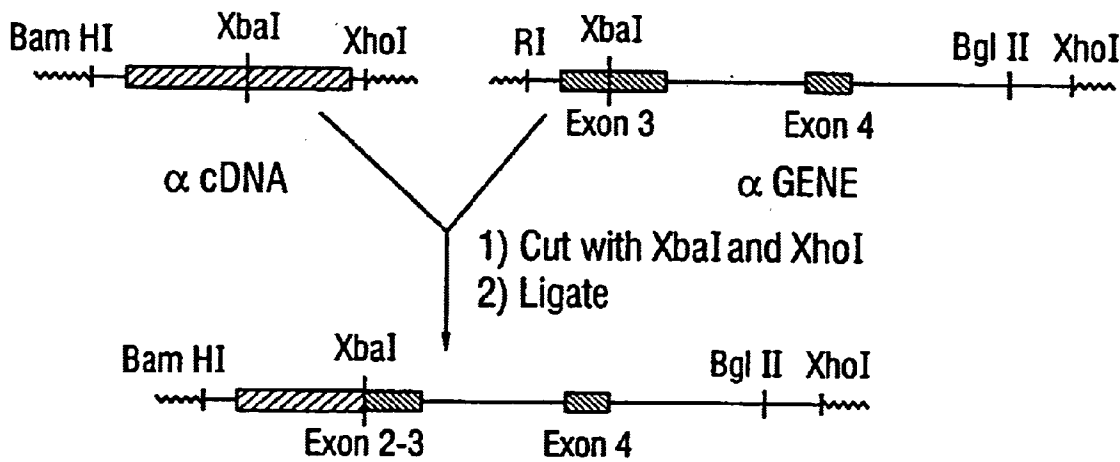 Bam HI XbaI XhoI RI XbaI Bgl II XhoI
Exon 3 Exon 4
α cDNA α GENE
1) Cut with XbaI and XhoI
2) Ligate
Bam HI XbaI Bgl II XhoI
Exon 2-3 Exon 4